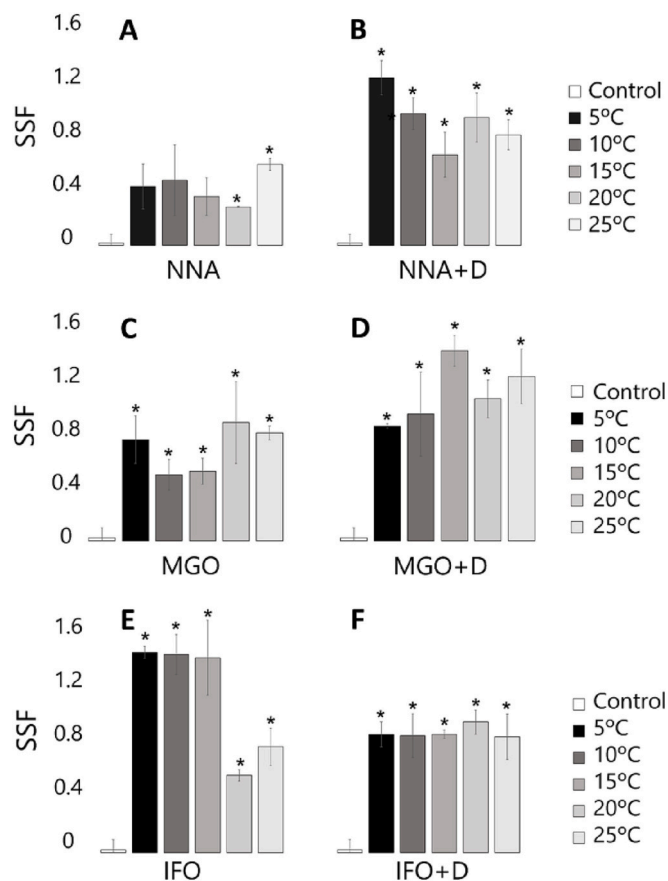 A
B
1.6
1.2
0.8
0.4
0
SSF
* *
* * * * *
NNA
NNA+D
Control
5ºC
10ºC
15ºC
20ºC
25ºC
C
D
1.6
1.2
0.8
0.4
0
SSF
* * * * *
* * * * *
MGO
MGO+D
Control
5ºC
10ºC
15ºC
20ºC
25ºC
E
F
1.6
1.2
0.8
0.4
0
SSF
* * * * *
* * * * *
IFO
IFO+D
Control
5ºC
10ºC
15ºC
20ºC
25ºC